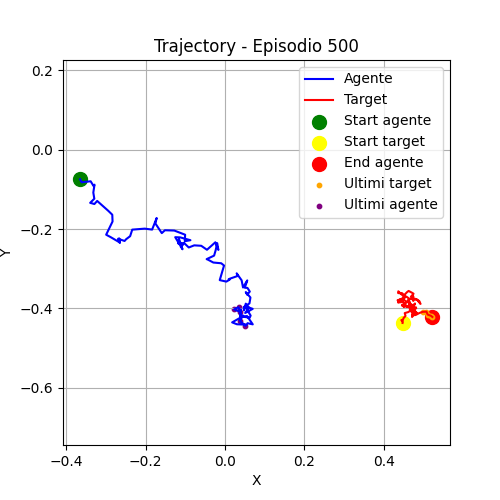 Trajectory - Episodio 500
0.2
0.0
−0.2
−0.4
−0.6
Y
Agente
Target
Start agente
Start target
End agente
Ultimi target
Ultimi agente
−0.4
−0.2
0.0
0.2
0.4
X